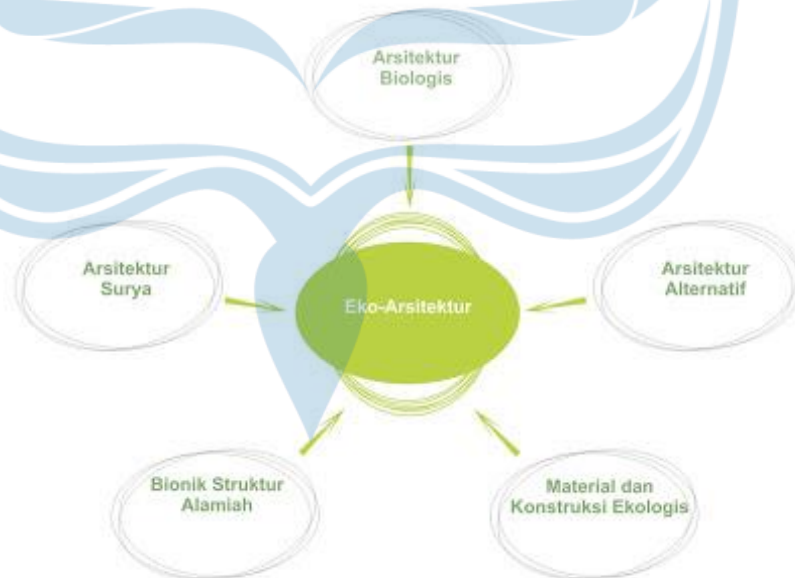 Arsitektur
Biologis
Arsitektur
Surya
Arsitektur
Alternatif
Eko-Arsitektur
Bionik Struktur
Alamiah
Material dan
Konstruksi Ekologis